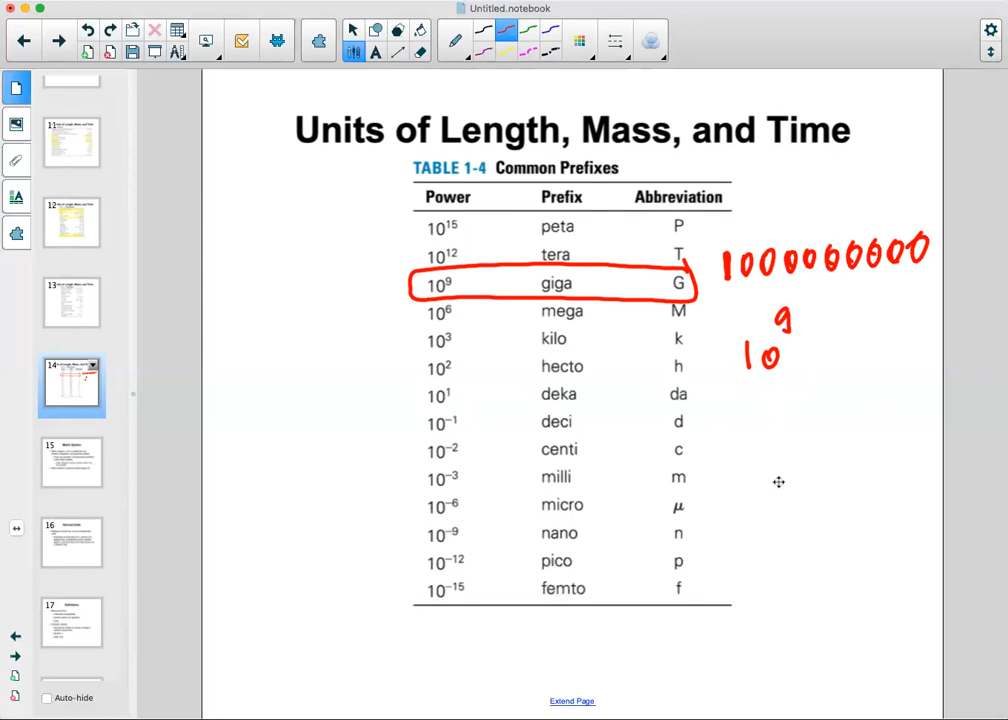 Untitled.notebook
Units of Length, Mass, and Time
TABLE 1-4 Common Prefixes
Power Prefix Abbreviation
10¹⁵ peta P
10¹² tera T
10⁹ giga G
10⁶ mega M
10³ kilo k
10² hecto h
10¹ deka da
10⁻¹ deci d
10⁻² centi c
10⁻³ milli m
10⁻⁶ micro μ
10⁻⁹ nano n
10⁻¹² pico p
10⁻¹⁵ femto f
1000000000
10⁹
11
12
13
14
15
16
17
Auto-hide
Extend Page